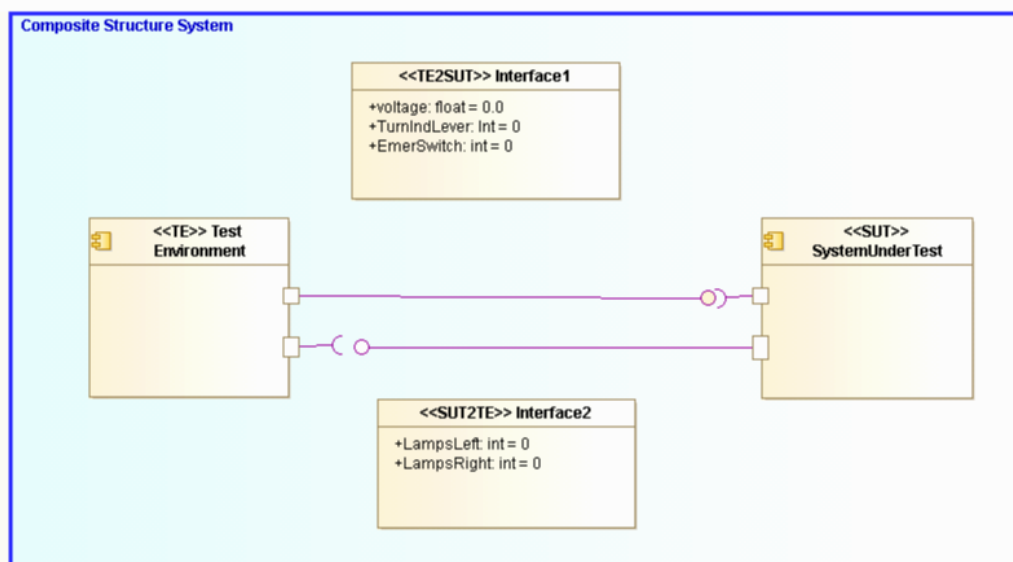 Composite Structure System
<<TE2SUT>> Interface1
+voltage: float = 0.0
+TurnIndLever: Int = 0
+EmerSwitch: int = 0
<<TE>> Test
Environment
<<SUT>>
SystemUnderTest
<<SUT2TE>> Interface2
+LampsLeft: int = 0
+LampsRight: int = 0